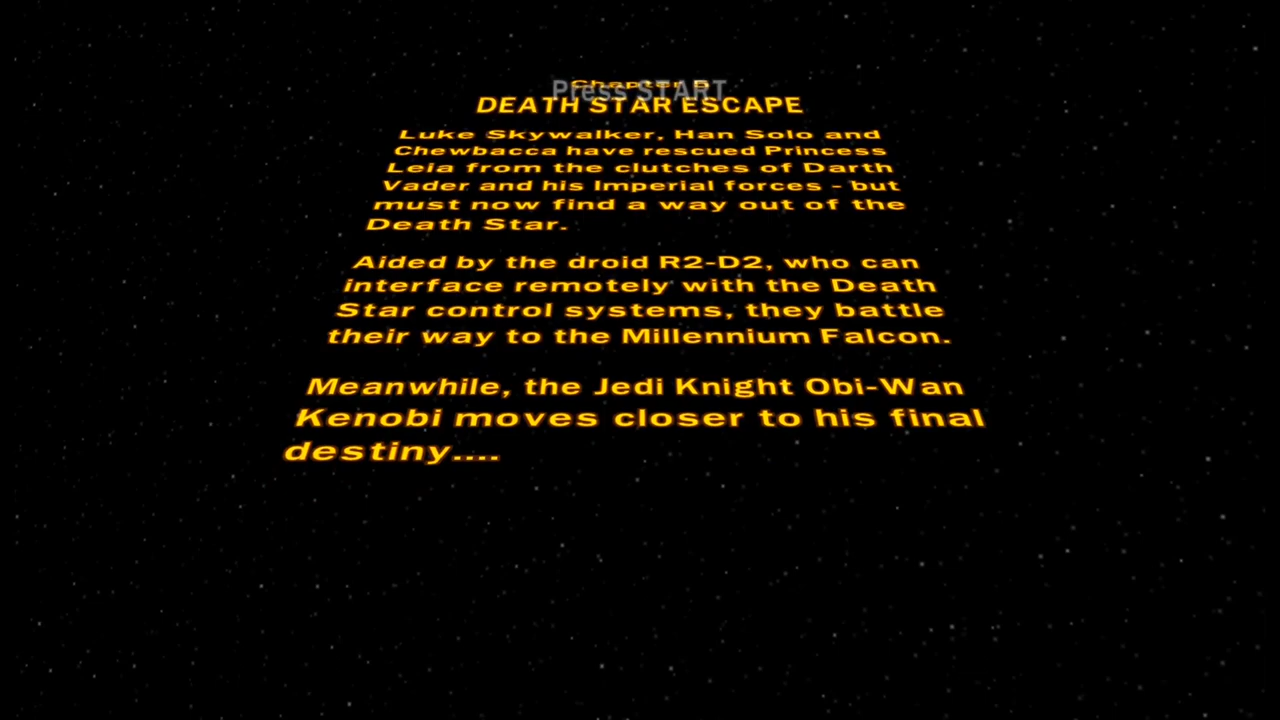 Chapter 5
Press START
DEATH STAR ESCAPE
Luke Skywalker, Han Solo and
Chewbacca have rescued Princess
Leia from the clutches of Darth
Vader and his Imperial forces - but
must now find a way out of the
Death Star.
Aided by the droid R2-D2, who can
interface remotely with the Death
Star control systems, they battle
their way to the Millennium Falcon.
Meanwhile, the Jedi Knight Obi-Wan
Kenobi moves closer to his final
destiny....